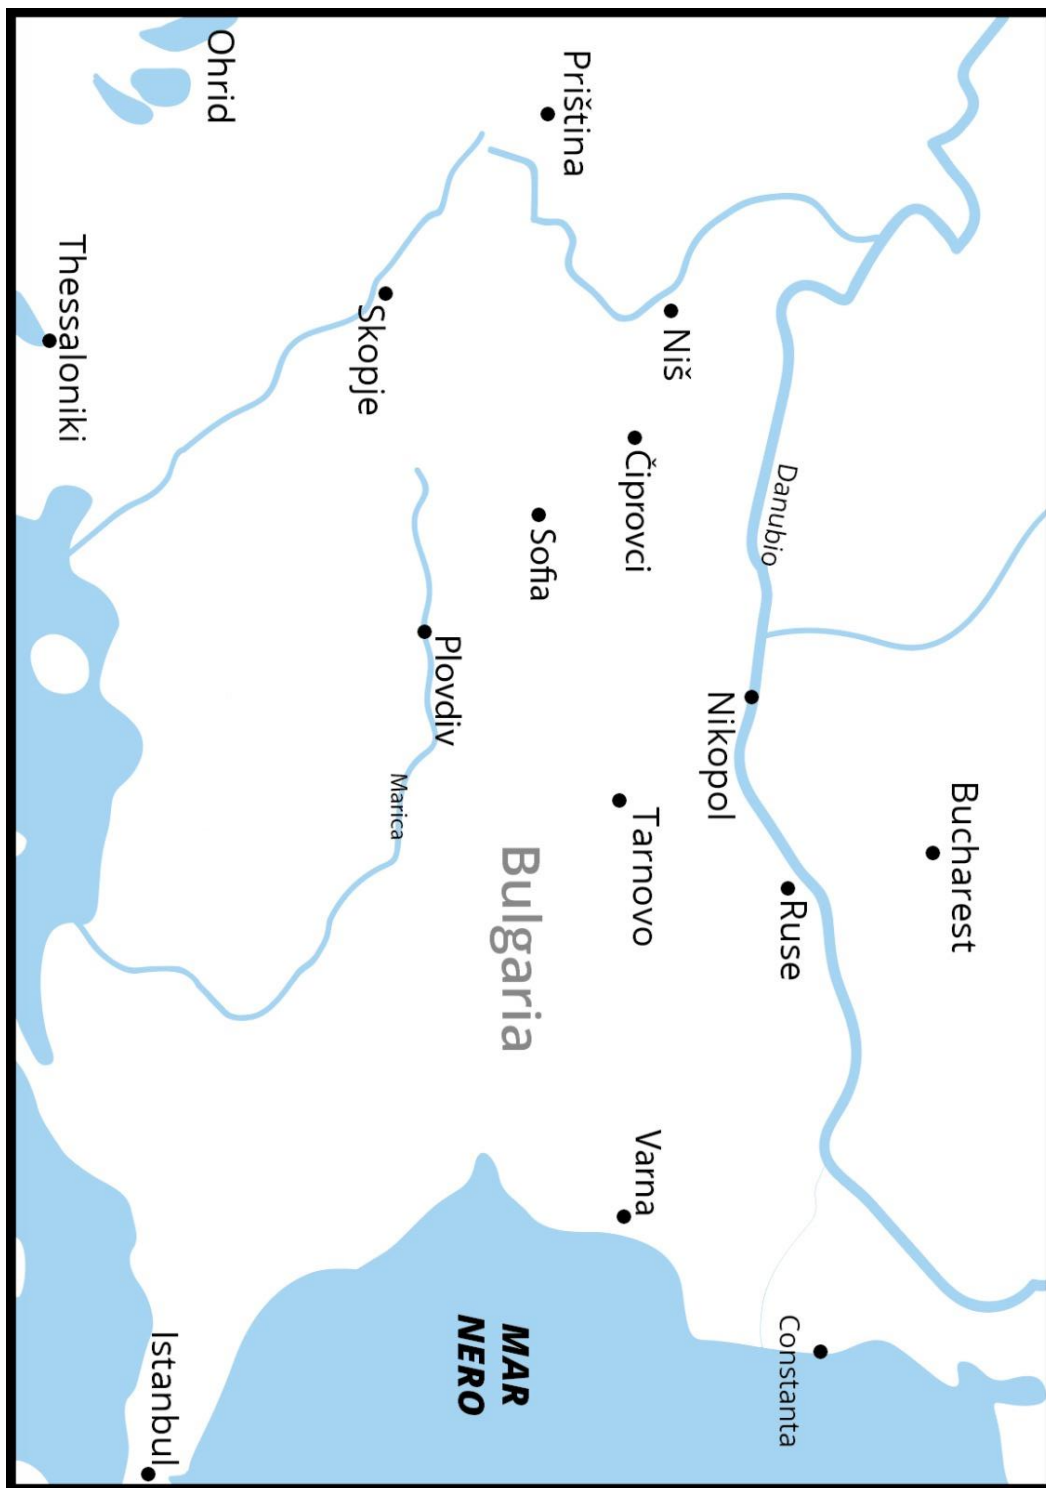 Bucharest
Danubio
Constanta
Ruse
Nikopol
Niš
Čiprovci
Tarnovo
Varna
Priština
Sofia
Bulgaria
MAR
NERO
Plovdiv
Marica
Skopje
Ohrid
Istanbul
Thessaloniki